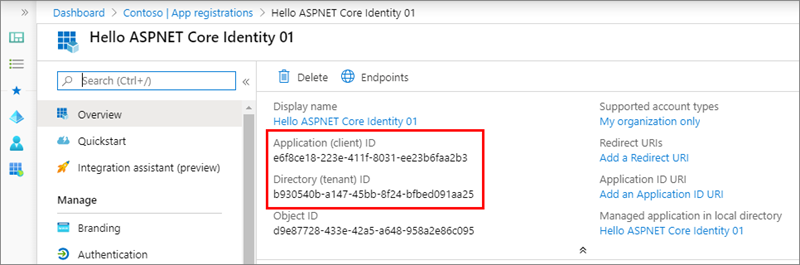 Dashboard > Contoso | App registrations > Hello ASPNET Core Identity 01
Hello ASPNET Core Identity 01
Search (Ctrl+/)
Overview
Quickstart
Integration assistant (preview)
Manage
Branding
Authentication
Delete
Endpoints
Display name
Hello ASPNET Core Identity 01
Application (client) ID
e6f8ce18-223e-411f-8031-ee23b6faa2b3
Directory (tenant) ID
b930540b-a147-45bb-8f24-bfbed091aa25
Object ID
d9e87728-433e-42a5-a648-958a2e86c095
Supported account types
My organization only
Redirect URIs
Add a Redirect URI
Application ID URI
Add an Application ID URI
Managed application in local directory
Hello ASPNET Core Identity 01